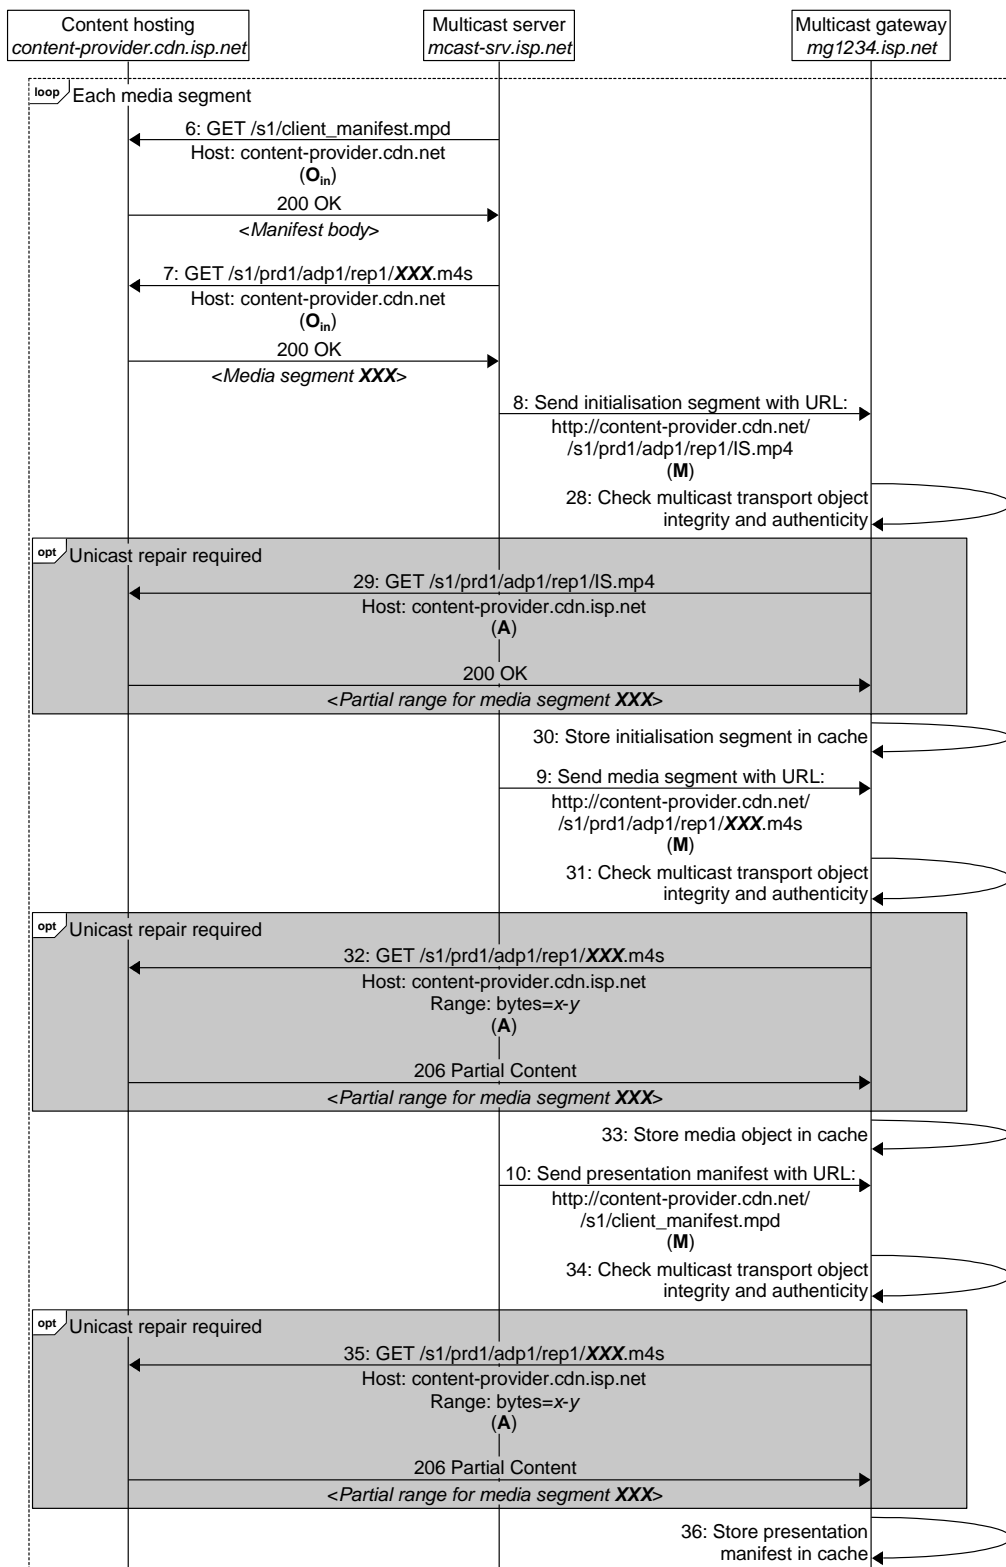 Content hosting
content-provider.cdn.isp.net
Multicast server
mcast-srv.isp.net
Multicast gateway
mg1234.isp.net
loop
Each media segment
6: GET /s1/client_manifest.mpd
Host: content-provider.cdn.net
(Oin)
200 OK
<Manifest body>
7: GET /s1/prd1/adp1/rep1/XXX.m4s
Host: content-provider.cdn.net
(Oin)
200 OK
<Media segment XXX>
8: Send initialisation segment with URL:
http://content-provider.cdn.net/
/s1/prd1/adp1/rep1/IS.mp4
(M)
28: Check multicast transport object
integrity and authenticity
opt
Unicast repair required
29: GET /s1/prd1/adp1/rep1/IS.mp4
Host: content-provider.cdn.isp.net
(A)
200 OK
<Partial range for media segment XXX>
30: Store initialisation segment in cache
9: Send media segment with URL:
http://content-provider.cdn.net/
/s1/prd1/adp1/rep1/XXX.m4s
(M)
31: Check multicast transport object
integrity and authenticity
opt
Unicast repair required
32: GET /s1/prd1/adp1/rep1/XXX.m4s
Host: content-provider.cdn.isp.net
Range: bytes=x-y
(A)
206 Partial Content
<Partial range for media segment XXX>
33: Store media object in cache
10: Send presentation manifest with URL:
http://content-provider.cdn.net/
/s1/client_manifest.mpd
(M)
34: Check multicast transport object
integrity and authenticity
opt
Unicast repair required
35: GET /s1/prd1/adp1/rep1/XXX.m4s
Host: content-provider.cdn.isp.net
Range: bytes=x-y
(A)
206 Partial Content
<Partial range for media segment XXX>
36: Store presentation
manifest in cache